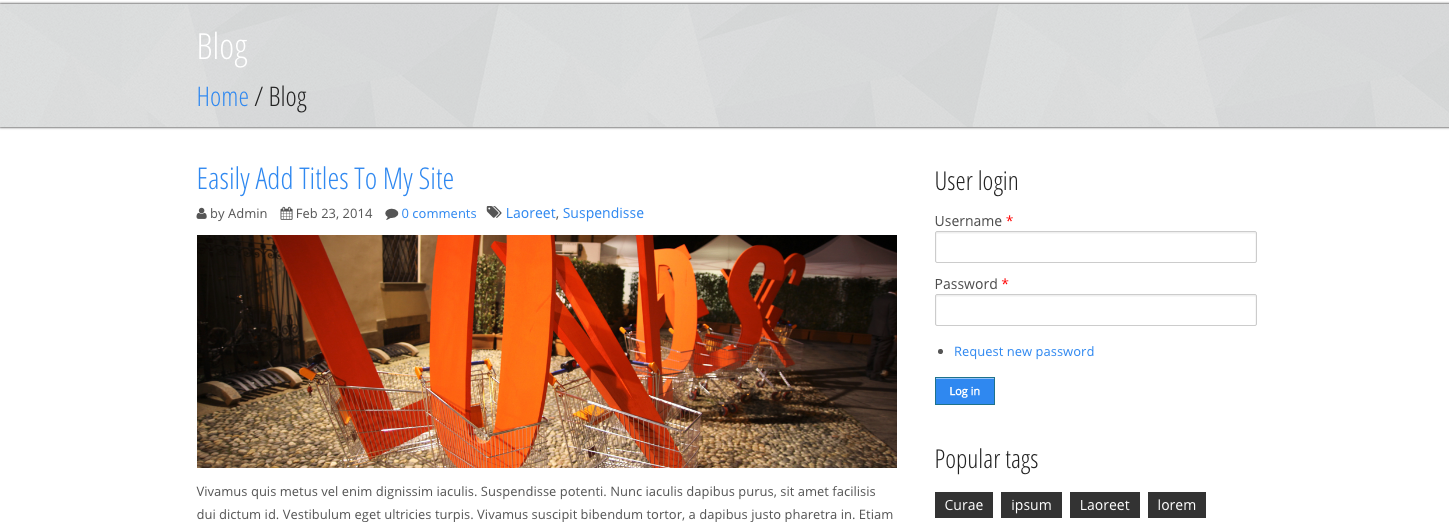 Blog
Home / Blog
Easily Add Titles To My Site
by Admin Feb 23, 2014 0 comments Laoreet, Suspendisse
Vivamus quis metus vel enim dignissim iaculis. Suspendisse potenti. Nunc iaculis dapibus purus, sit amet facilisis
dui dictum id. Vestibulum eget ultricies turpis. Vivamus suscipit bibendum tortor, a dapibus justo pharetra in. Etiam
User login
Username *
Password *
Request new password
Log in
Popular tags
Curae ipsum Laoreet lorem